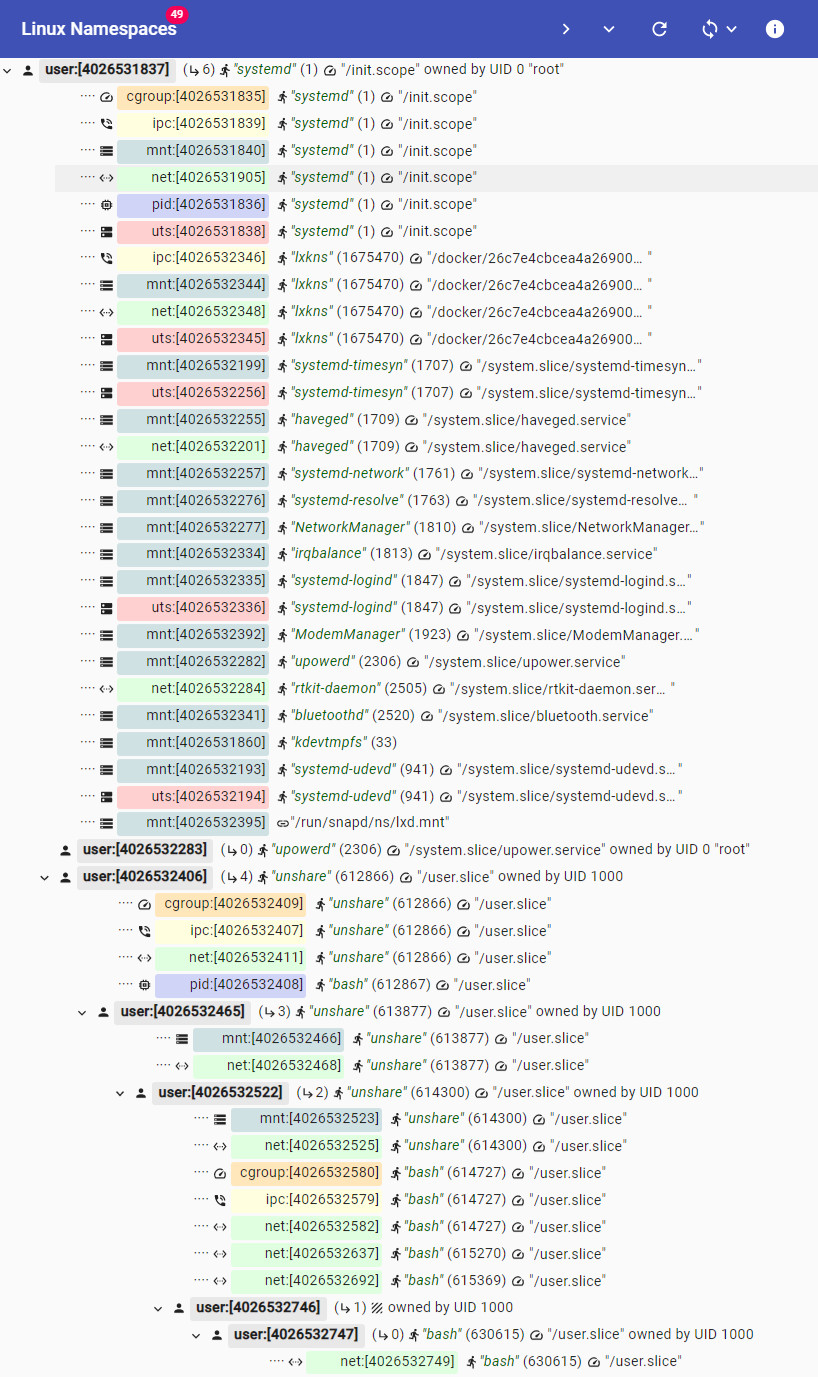 Linux Namespaces 49
user:[4026531837] (6) "systemd" (1) "/init.scope" owned by UID 0 "root"
cgroup:[4026531835] "systemd" (1) "/init.scope"
ipc:[4026531839] "systemd" (1) "/init.scope"
mnt:[4026531840] "systemd" (1) "/init.scope"
net:[4026531905] "systemd" (1) "/init.scope"
pid:[4026531836] "systemd" (1) "/init.scope"
uts:[4026531838] "systemd" (1) "/init.scope"
ipc:[4026532346] "lxkns" (1675470) "/docker/26c7e4cbcea4a26900… "
mnt:[4026532344] "lxkns" (1675470) "/docker/26c7e4cbcea4a26900… "
net:[4026532348] "lxkns" (1675470) "/docker/26c7e4cbcea4a26900… "
uts:[4026532345] "lxkns" (1675470) "/docker/26c7e4cbcea4a26900… "
mnt:[4026532199] "systemd-timesyn" (1707) "/system.slice/systemd-timesyn…"
uts:[4026532256] "systemd-timesyn" (1707) "/system.slice/systemd-timesyn…"
mnt:[4026532255] "haveged" (1709) "/system.slice/haveged.service"
net:[4026532201] "haveged" (1709) "/system.slice/haveged.service"
mnt:[4026532257] "systemd-network" (1761) "/system.slice/systemd-network…"
mnt:[4026532276] "systemd-resolve" (1763) "/system.slice/systemd-resolve… "
mnt:[4026532277] "NetworkManager" (1810) "/system.slice/NetworkManager…"
mnt:[4026532334] "irqbalance" (1813) "/system.slice/irqbalance.service"
mnt:[4026532335] "systemd-logind" (1847) "/system.slice/systemd-logind.s…"
uts:[4026532336] "systemd-logind" (1847) "/system.slice/systemd-logind.s…"
mnt:[4026532392] "ModemManager" (1923) "/system.slice/ModemManager.…"
mnt:[4026532282] "upowerd" (2306) "/system.slice/upower.service"
net:[4026532284] "rtkit-daemon" (2505) "/system.slice/rtkit-daemon.ser… "
mnt:[4026532341] "bluetoothd" (2520) "/system.slice/bluetooth.service"
mnt:[4026531860] "kdevtmpfs" (33)
mnt:[4026532193] "systemd-udevd" (941) "/system.slice/systemd-udevd.s… "
uts:[4026532194] "systemd-udevd" (941) "/system.slice/systemd-udevd.s… "
mnt:[4026532395] "/run/snapd/ns/lxd.mnt"
user:[4026532283] (0) "upowerd" (2306) "/system.slice/upower.service" owned by UID 0 "root"
user:[4026532406] (4) "unshare" (612866) "/user.slice" owned by UID 1000
cgroup:[4026532409] "unshare" (612866) "/user.slice"
ipc:[4026532407] "unshare" (612866) "/user.slice"
net:[4026532411] "unshare" (612866) "/user.slice"
pid:[4026532408] "bash" (612867) "/user.slice"
user:[4026532465] (3) "unshare" (613877) "/user.slice" owned by UID 1000
mnt:[4026532466] "unshare" (613877) "/user.slice"
net:[4026532468] "unshare" (613877) "/user.slice"
user:[4026532522] (2) "unshare" (614300) "/user.slice" owned by UID 1000
mnt:[4026532523] "unshare" (614300) "/user.slice"
net:[4026532525] "unshare" (614300) "/user.slice"
cgroup:[4026532580] "bash" (614727) "/user.slice"
ipc:[4026532579] "bash" (614727) "/user.slice"
net:[4026532582] "bash" (614727) "/user.slice"
net:[4026532637] "bash" (615270) "/user.slice"
net:[4026532692] "bash" (615369) "/user.slice"
user:[4026532746] (1) owned by UID 1000
user:[4026532747] (0) "bash" (630615) "/user.slice" owned by UID 1000
net:[4026532749] "bash" (630615) "/user.slice"